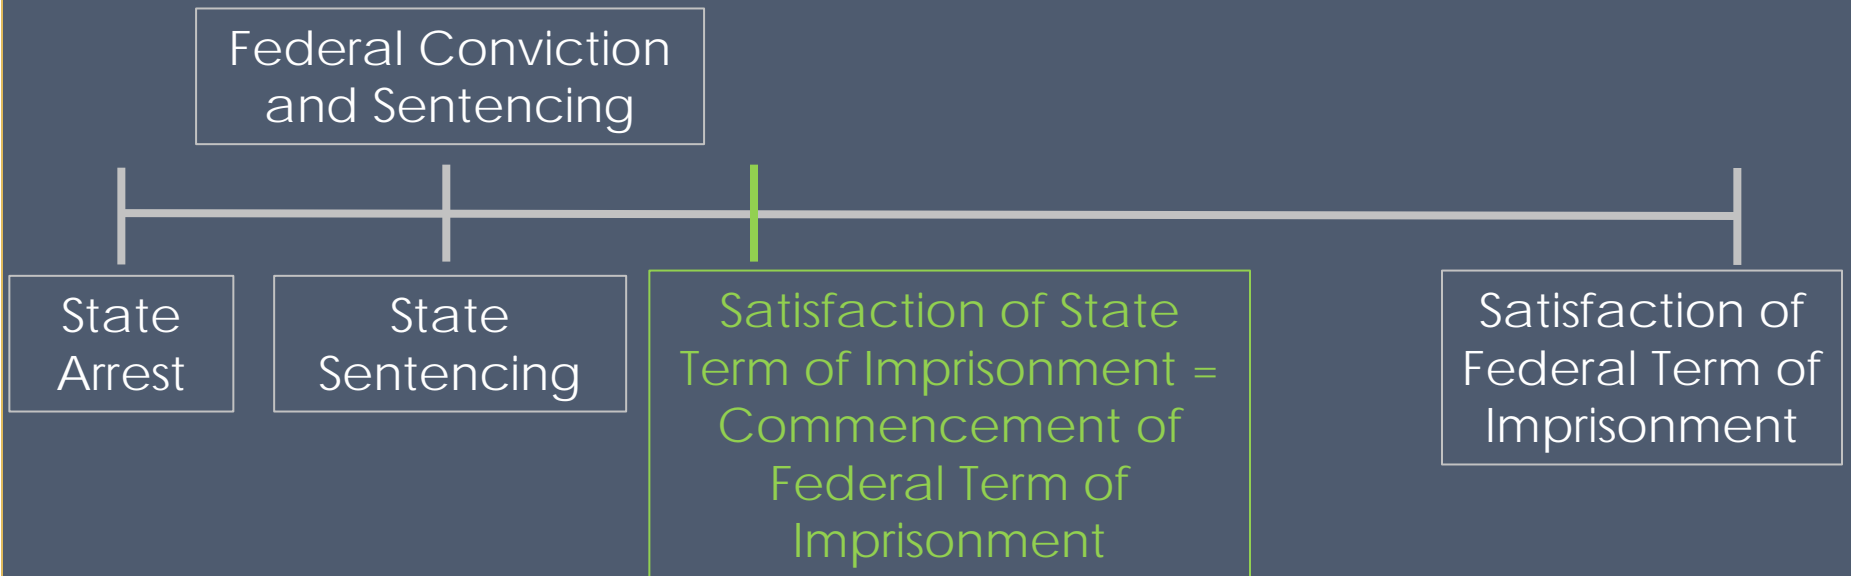 Federal Conviction
and Sentencing
State
Arrest
State
Sentencing
Satisfaction of State
Term of Imprisonment =
Commencement of
Federal Term of
Imprisonment
Satisfaction of
Federal Term of
Imprisonment